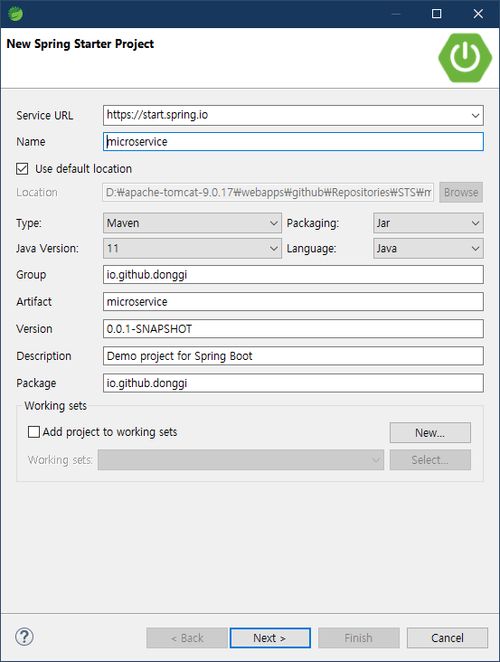 New Spring Starter Project
Service URL https://start.spring.io
Name microservice
Use default location
Location D:₩apache-tomcat-9.0.17₩webapps₩github₩Repositories₩STS₩m Browse
Type: Maven Packaging: Jar
Java Version: 11 Language: Java
Group io.github.donggi
Artifact microservice
Version 0.0.1-SNAPSHOT
Description Demo project for Spring Boot
Package io.github.donggi
Working sets
Add project to working sets New...
Working sets: Select...
< Back Next > Finish Cancel